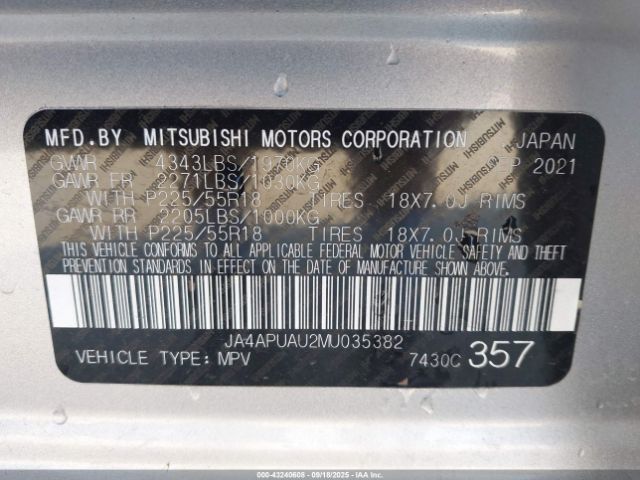 MFD.BY MITSUBISHI MOTORS CORPORATION JAPAN
GVWR 4343LBS/1970KG 2021
GAWR FR 2271LBS/1030KG
WITH P225/55R18 TIRES 18X7.0J RIMS
GAWR RR 2205LBS/1000KG
WITH P225/55R18 TIRES 18X7.0J RIMS
THIS VEHICLE CONFORMS TO ALL APPLICABLE FEDERAL MOTOR VEHICLE SAFETY AND THEFT
PREVENTION STANDARDS IN EFFECT ON THE DATE OF MANUFACTURE SHOWN ABOVE.
JA4APUAU2MU035382
VEHICLE TYPE: MPV 7430C 357
000-43240608 - 09/18/2025 - IAAI.COM